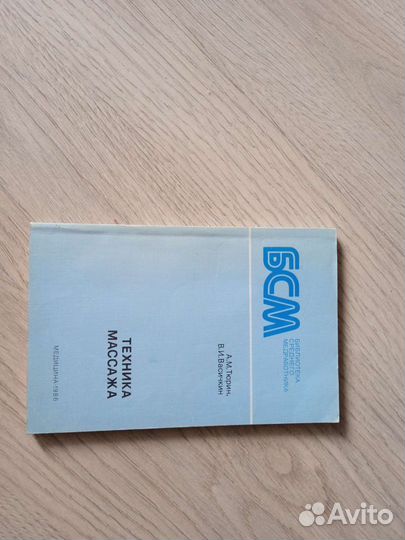 БСМ
БИБЛИОТЕКА
СРЕДНЕГО
МЕДРАБОТНИКА
А.М.Тюрин,
В.И.Васичкин
ТЕХНИКА
МАССАЖА
МЕДИЦИНА·1986
Avito